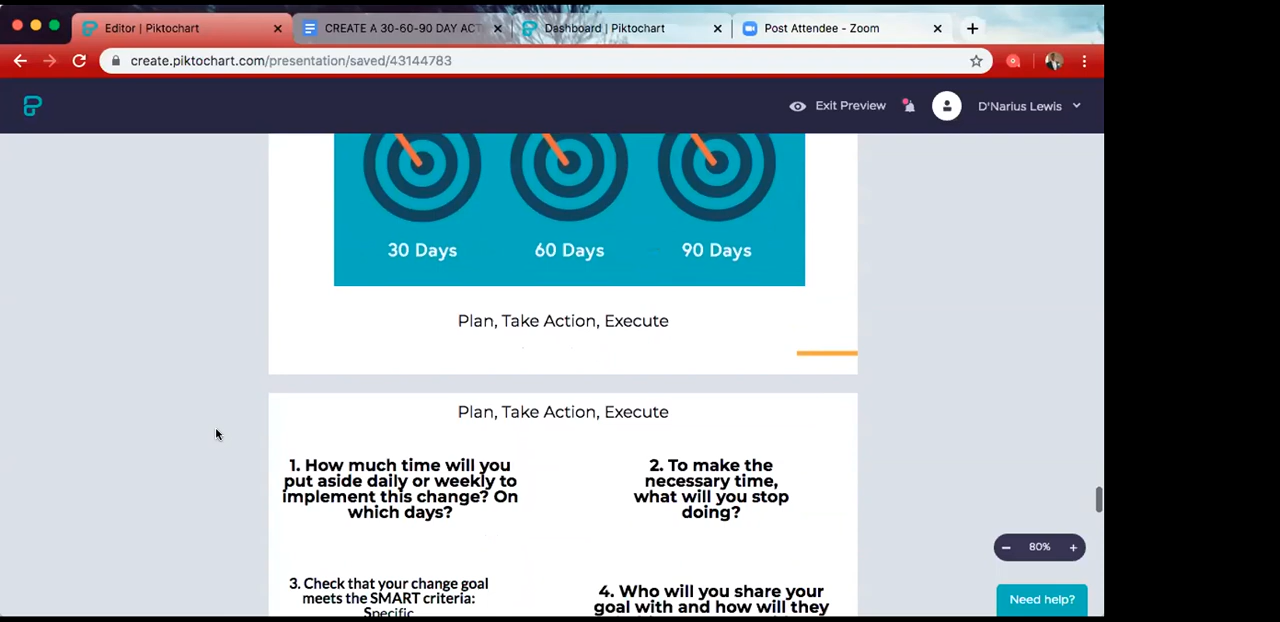 Editor | Piktochart
CREATE A 30-60-90 DAY ACT
Dashboard | Piktochart
Post Attendee - Zoom
create.piktochart.com/presentation/saved/43144783
Exit Preview
D'Narius Lewis
30 Days
60 Days
90 Days
Plan, Take Action, Execute
Plan, Take Action, Execute
1. How much time will you
put aside daily or weekly to
implement this change? On
which days?
2. To make the
necessary time,
what will you stop
doing?
3. Check that your change goal
meets the SMART criteria:
Specific
4. Who will you share your
goal with and how will they
80%
Need help?